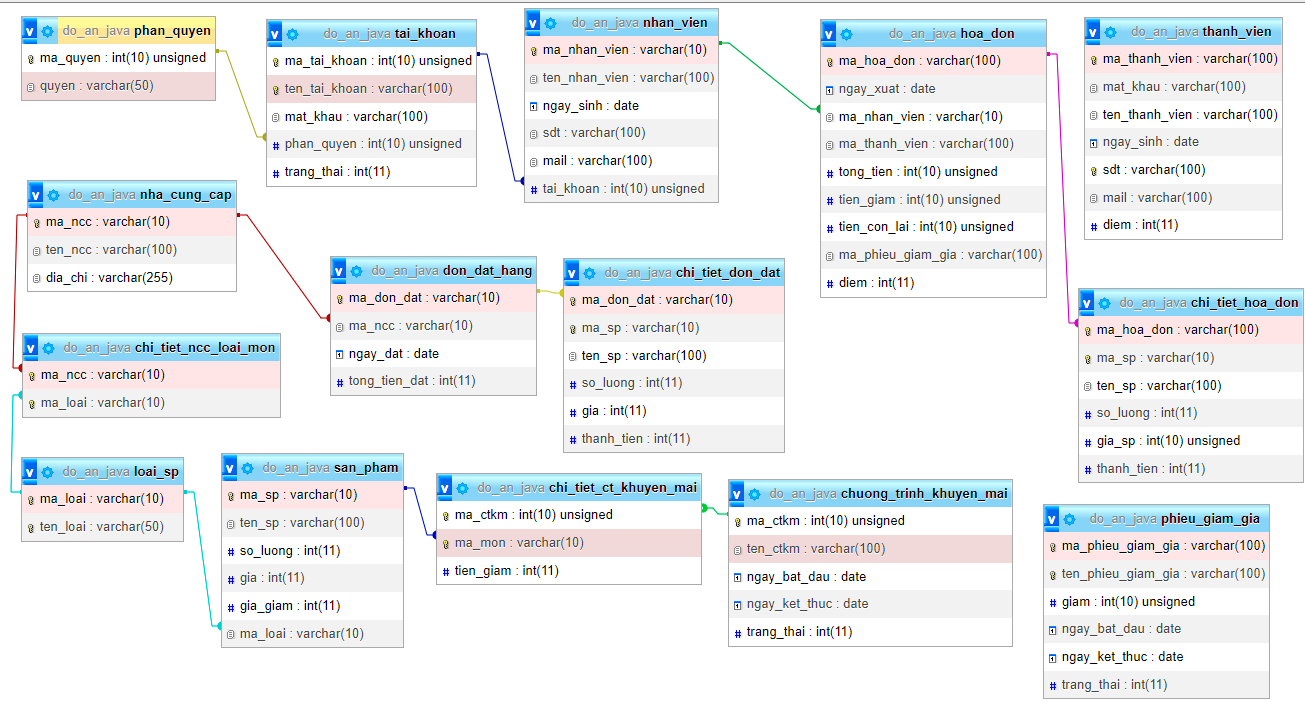 do_an_java phan_quyen
ma_quyen : int(10) unsigned
quyen : varchar(50)
do_an_java tai_khoan
ma_tai_khoan : int(10) unsigned
ten_tai_khoan : varchar(100)
mat_khau : varchar(100)
phan_quyen : int(10) unsigned
trang_thai : int(11)
do_an_java nhan_vien
ma_nhan_vien : varchar(10)
ten_nhan_vien : varchar(100)
ngay_sinh : date
sdt : varchar(100)
mail : varchar(100)
tai_khoan : int(10) unsigned
do_an_java hoa_don
ma_hoa_don : varchar(100)
ngay_xuat : date
ma_nhan_vien : varchar(10)
ma_thanh_vien : varchar(100)
tong_tien : int(10) unsigned
tien_giam : int(10) unsigned
tien_con_lai : int(10) unsigned
ma_phieu_giam_gia : varchar(100)
diem : int(11)
do_an_java thanh_vien
ma_thanh_vien : varchar(100)
mat_khau : varchar(100)
ten_thanh_vien : varchar(100)
ngay_sinh : date
sdt : varchar(100)
mail : varchar(100)
diem : int(11)
do_an_java nha_cung_cap
ma_ncc : varchar(10)
ten_ncc : varchar(100)
dia_chi : varchar(255)
do_an_java don_dat_hang
ma_don_dat : varchar(10)
ma_ncc : varchar(10)
ngay_dat : date
tong_tien_dat : int(11)
do_an_java chi_tiet_don_dat
ma_don_dat : varchar(10)
ma_sp : varchar(10)
ten_sp : varchar(100)
so_luong : int(11)
gia : int(11)
thanh_tien : int(11)
do_an_java chi_tiet_hoa_don
ma_hoa_don : varchar(100)
ma_sp : varchar(10)
ten_sp : varchar(100)
so_luong : int(11)
gia_sp : int(10) unsigned
thanh_tien : int(11)
do_an_java chi_tiet_ncc_loai_mon
ma_ncc : varchar(10)
ma_loai : varchar(10)
do_an_java loai_sp
ma_loai : varchar(10)
ten_loai : varchar(50)
do_an_java san_pham
ma_sp : varchar(10)
ten_sp : varchar(100)
so_luong : int(11)
gia : int(11)
gia_giam : int(11)
ma_loai : varchar(10)
do_an_java chi_tiet_ct_khuyen_mai
ma_ctkm : int(10) unsigned
ma_mon : varchar(10)
tien_giam : int(11)
do_an_java chuong_trinh_khuyen_mai
ma_ctkm : int(10) unsigned
ten_ctkm : varchar(100)
ngay_bat_dau : date
ngay_ket_thuc : date
trang_thai : int(11)
do_an_java phieu_giam_gia
ma_phieu_giam_gia : varchar(100)
ten_phieu_giam_gia : varchar(100)
giam : int(10) unsigned
ngay_bat_dau : date
ngay_ket_thuc : date
trang_thai : int(11)